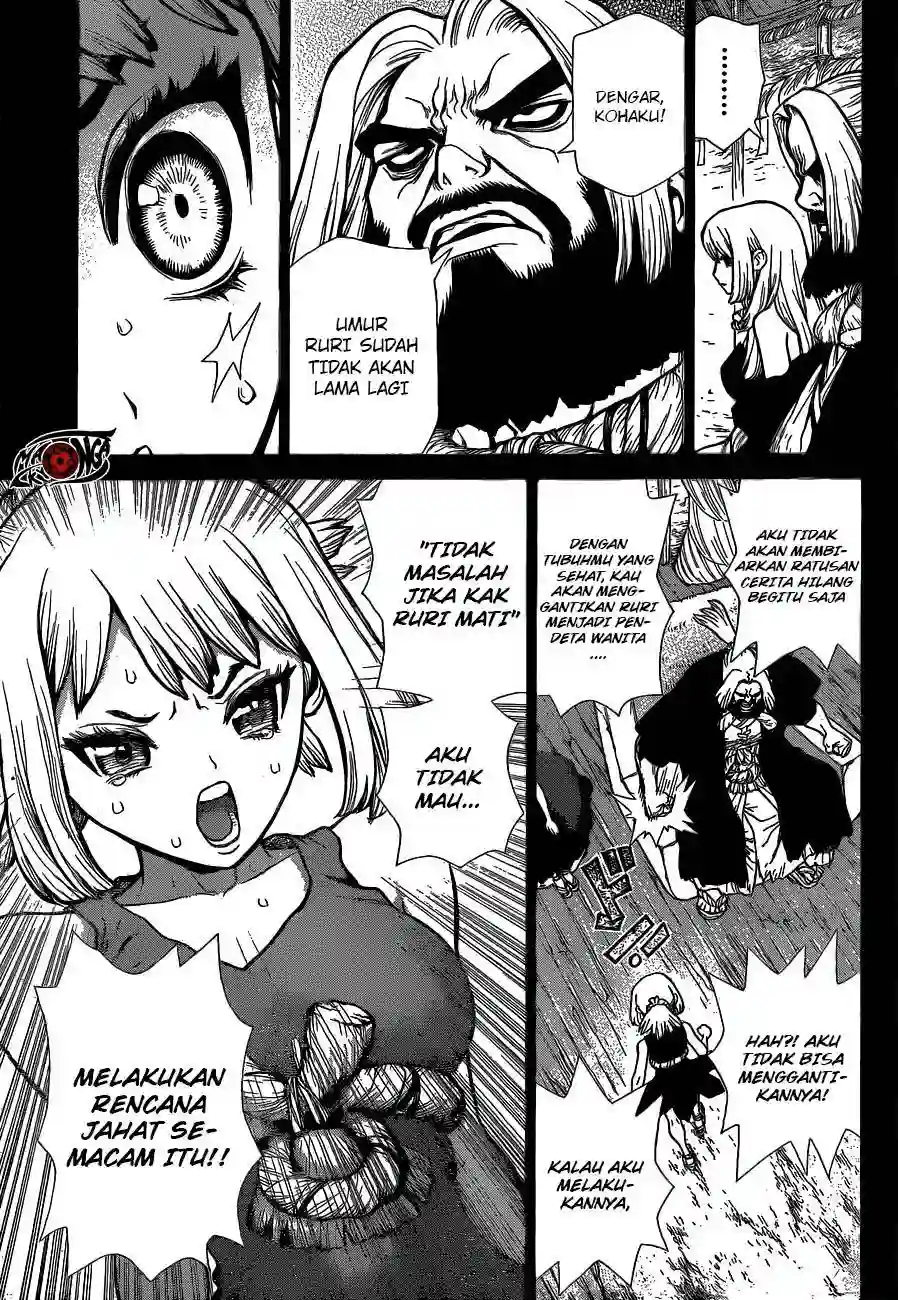 ........
DENGAR,
KOHAKU!
UMUR
RURI SUDAH
TIDAK AKAN
LAMA LAGI
AKU TIDAK
AKAN MEMBI-
ARKAN RATUSAN
CERITA HILANG
BEGITU SAJA
DENGAN
TUBUHMU YANG
SEHAT, KAU
AKAN MENG-
GANTIKAN RURI
MENJADI PEN-
DETA WANITA
....
HAH?! AKU
TIDAK BISA
MENGGANTI-
KANNYA!
KALAU AKU
MELAKU-
KANNYA,
"TIDAK
MASALAH
JIKA KAK
RURI MATI"
AKU
TIDAK
MAU...
MELAKUKAN
RENCANA
JAHAT SE-
MACAM ITU!!